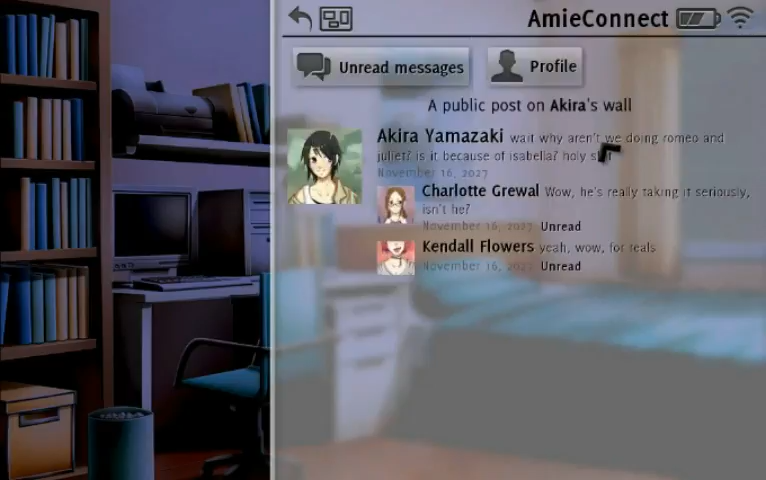 AmieConnect
Unread messages
Profile
A public post on Akira's wall
Akira Yamazaki wait why aren't we doing romeo and
juliet? is it because of isabella? holy
November 16, 2027
Charlotte Grewal Wow, he's really taking it seriously,
isn't he?
November 16, 2027 Unread
Kendall Flowers yeah, wow, for reals
November 16, 2027 Unread